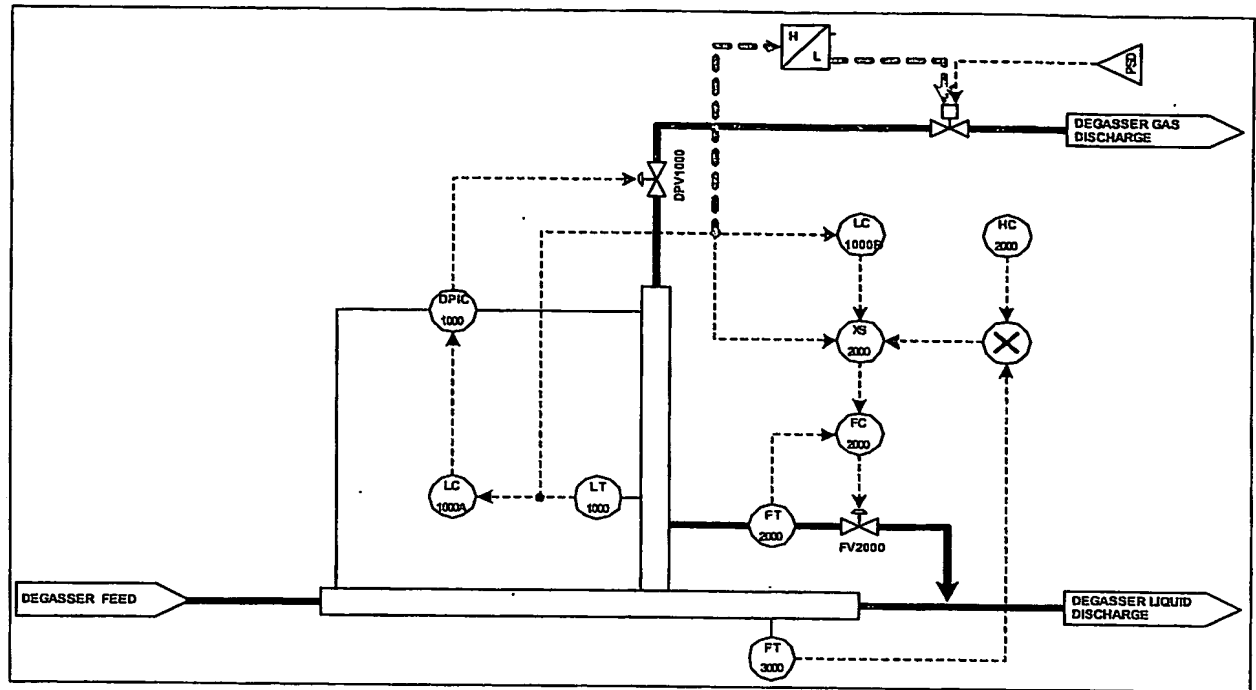 H
L
PSD
DEGASSER GAS
DISCHARGE
DPV1000
LC
1000B
HC
2000
DPIC
1000
XS
2000
FC
2000
LC
1000A
LT
1000
FT
2000
FV2000
DEGASSER FEED
DEGASSER LIQUID
DISCHARGE
FT
3000